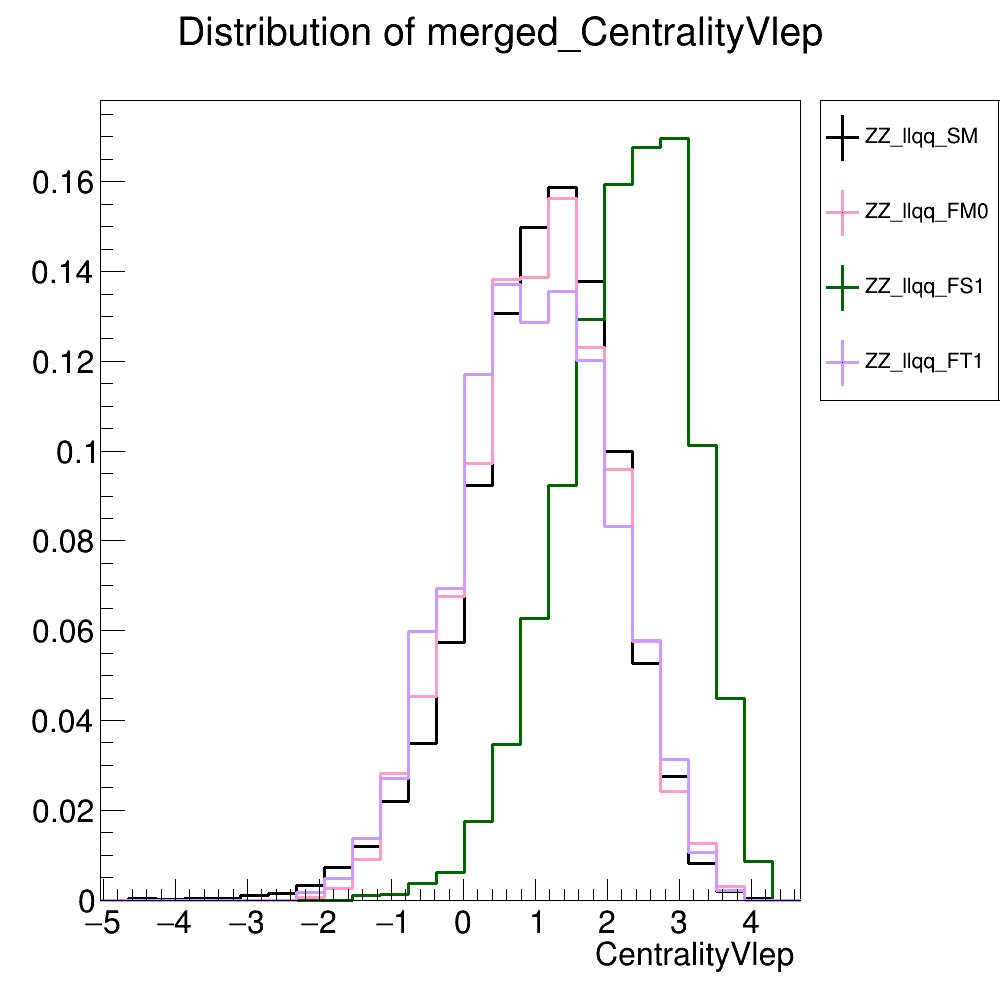 Distribution of merged_CentralityVlep
ZZ_llqq_SM
ZZ_llqq_FM0
ZZ_llqq_FS1
ZZ_llqq_FT1
0.16
0.14
0.12
0.1
0.08
0.06
0.04
0.02
0
−5 −4 −3 −2 −1 0 1 2 3 4
CentralityVlep